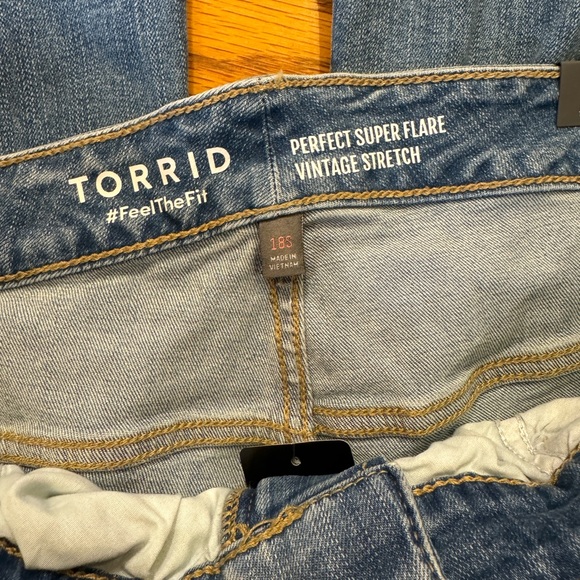 TORRID
#FeelTheFit
PERFECT SUPER FLARE
VINTAGE STRETCH
18S
MADE IN
VIETNAM